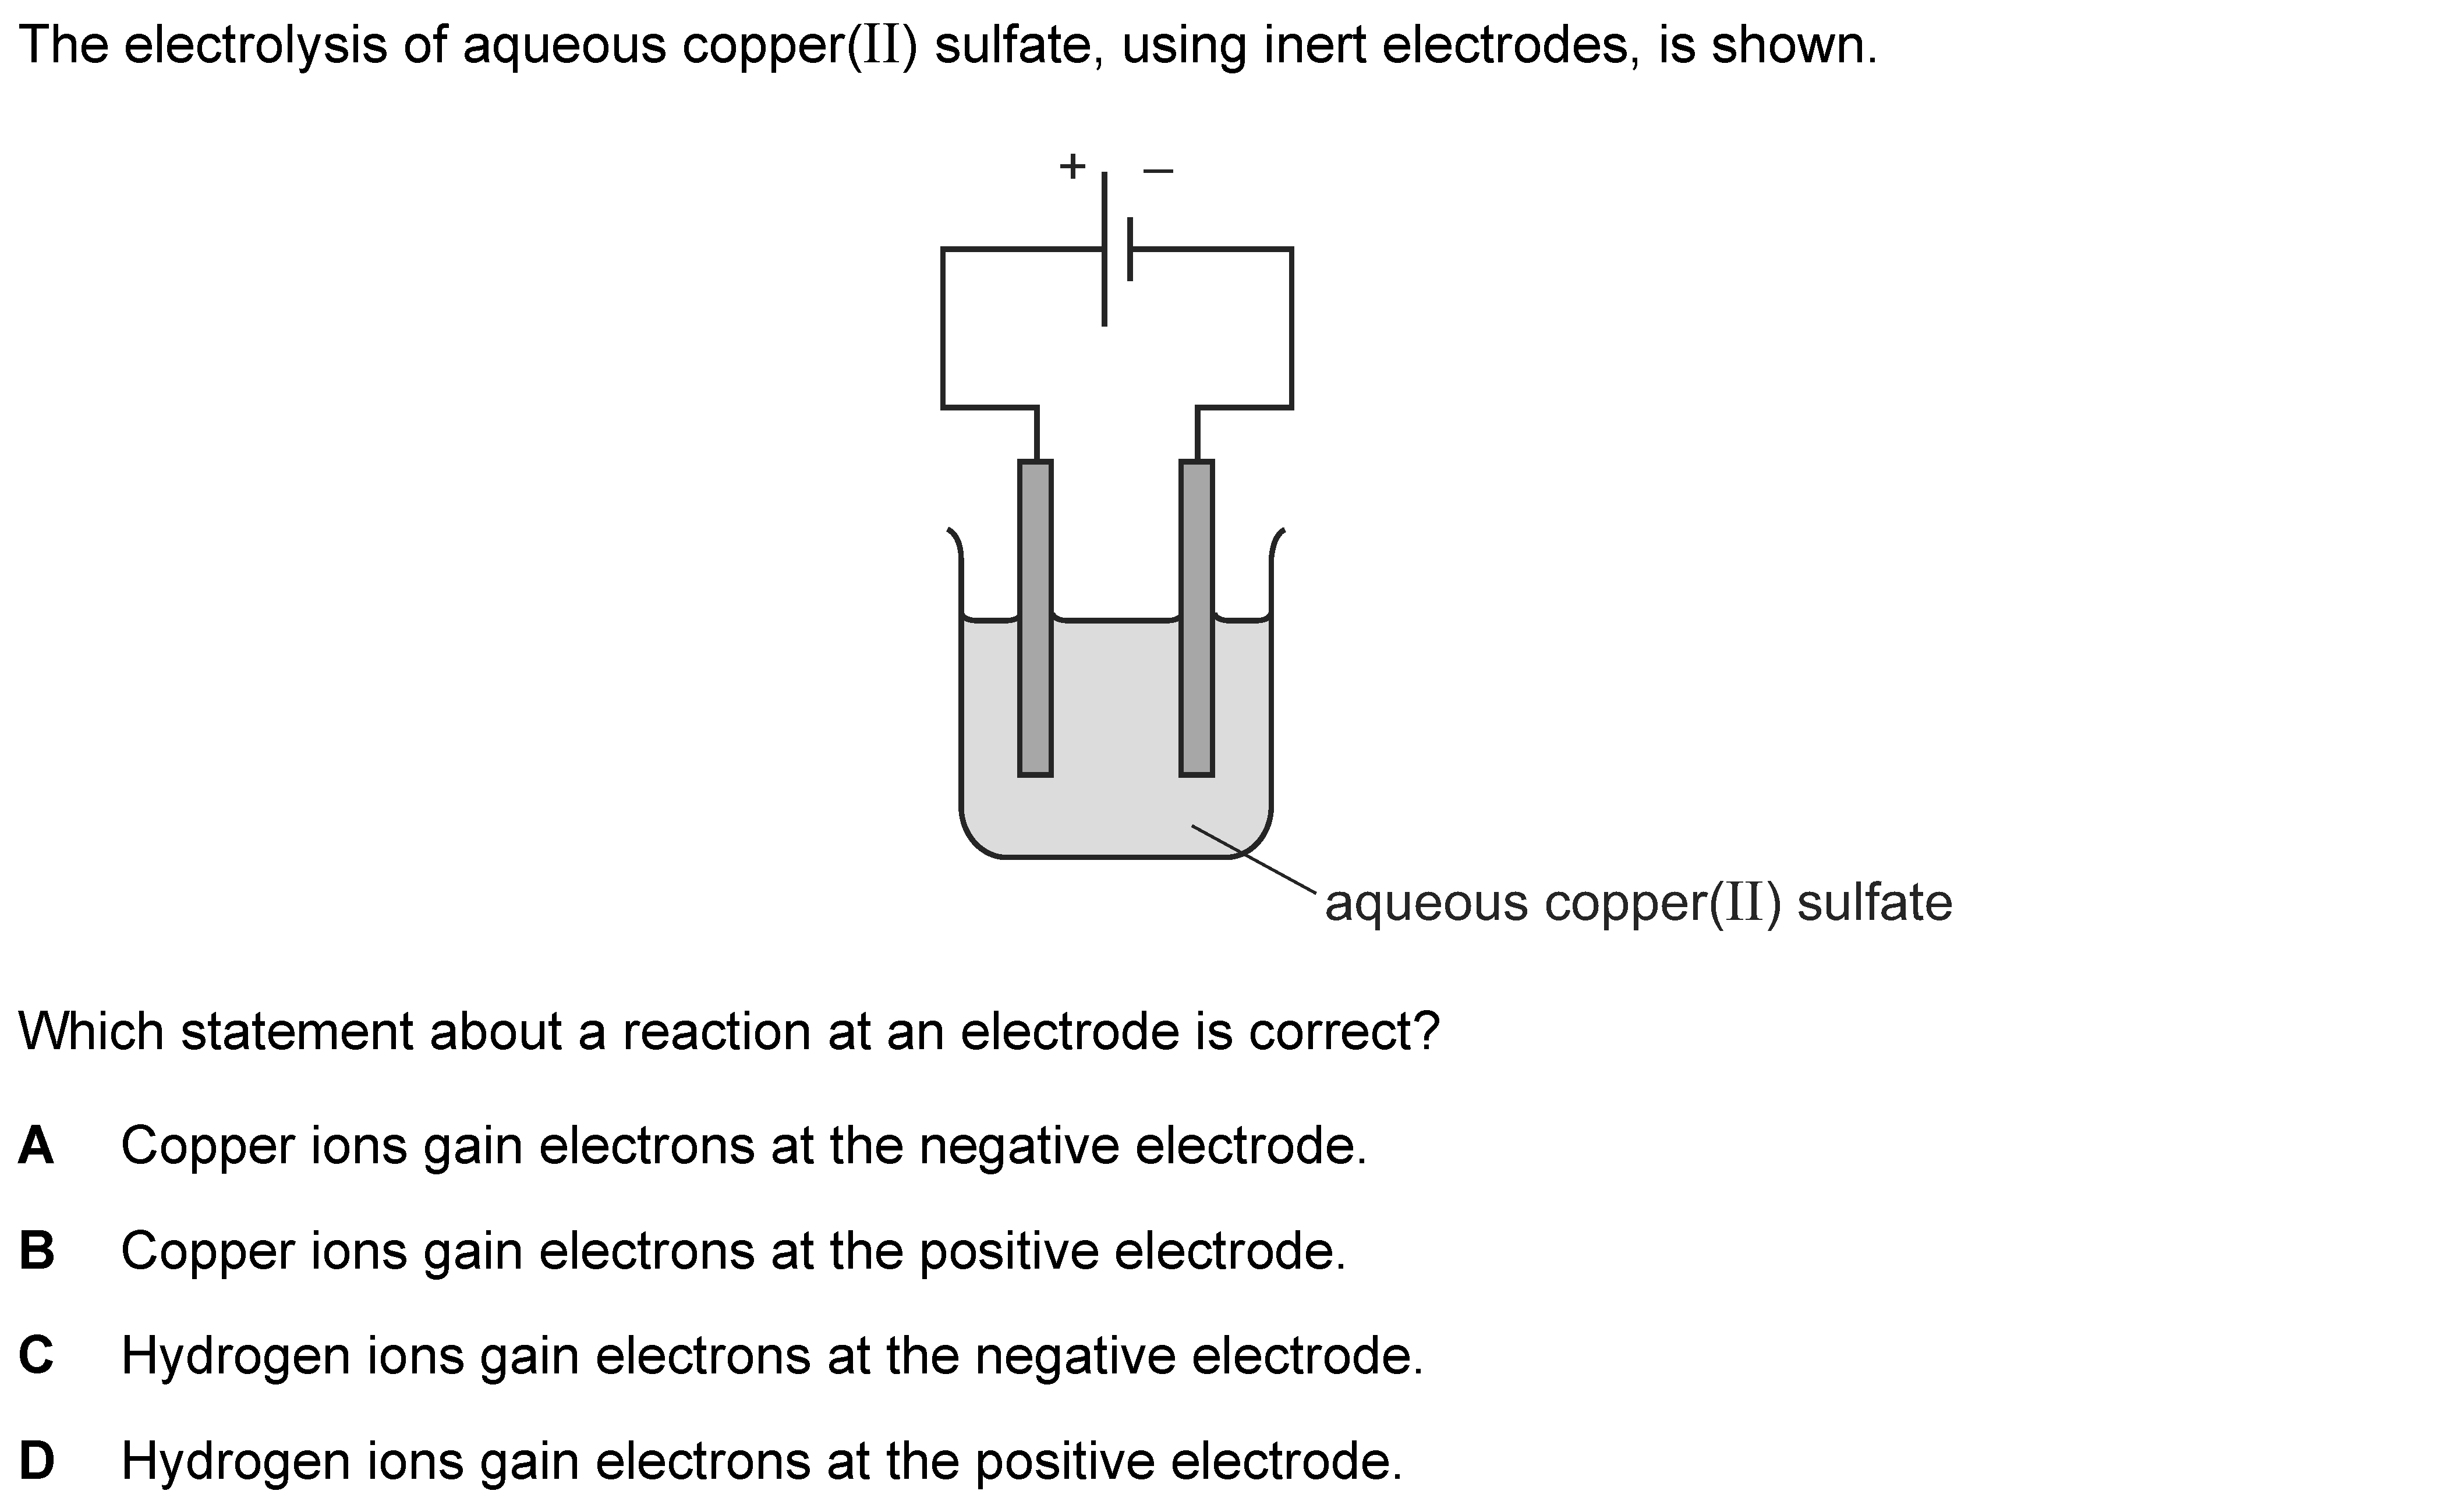 The electrolysis of aqueous copper(II) sulfate, using inert electrodes, is shown.
+ –
aqueous copper(II) sulfate
Which statement about a reaction at an electrode is correct?
A Copper ions gain electrons at the negative electrode.
B Copper ions gain electrons at the positive electrode.
C Hydrogen ions gain electrons at the negative electrode.
D Hydrogen ions gain electrons at the positive electrode.